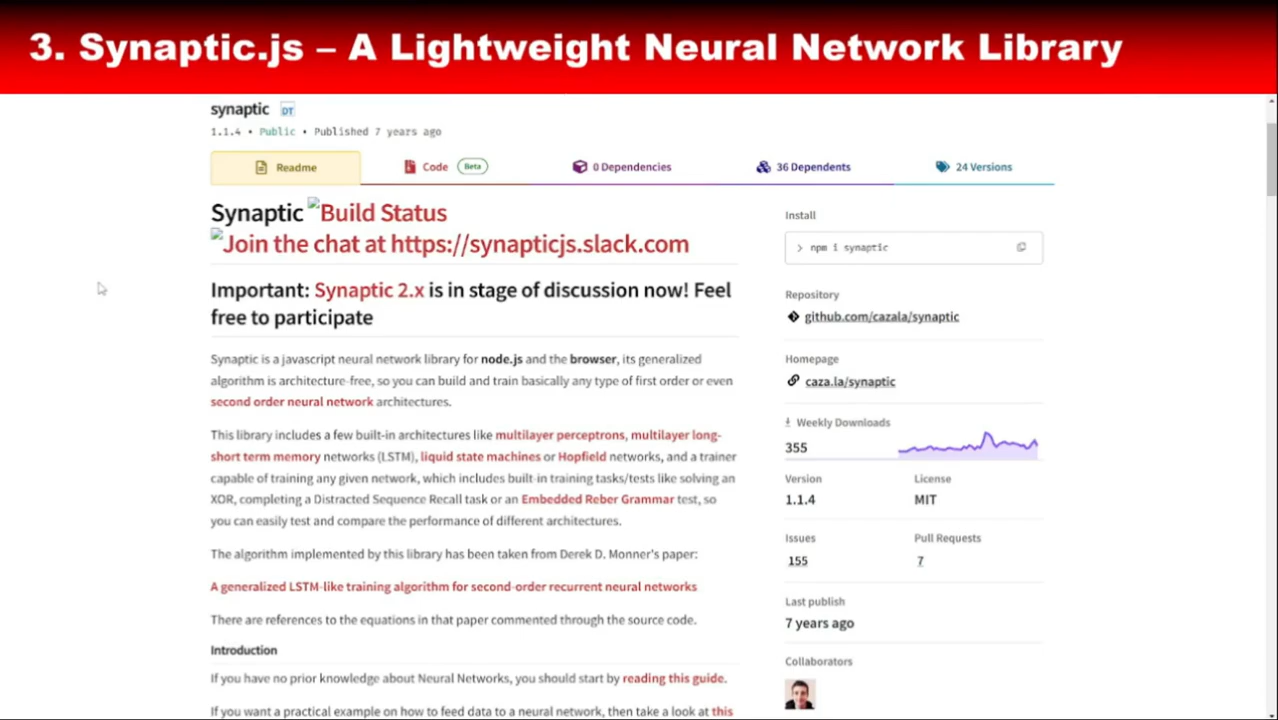 3. Synaptic.js – A Lightweight Neural Network Library
synaptic DT
1.1.4 • Public • Published 7 years ago
Readme
Code Beta
0 Dependencies
36 Dependents
24 Versions
Synaptic Build Status
Join the chat at https://synapticjs.slack.com
Important: Synaptic 2.x is in stage of discussion now! Feel
free to participate
Synaptic is a javascript neural network library for node.js and the browser, its generalized
algorithm is architecture-free, so you can build and train basically any type of first order or even
second order neural network architectures.
This library includes a few built-in architectures like multilayer perceptrons, multilayer long-
short term memory networks (LSTM), liquid state machines or Hopfield networks, and a trainer
capable of training any given network, which includes built-in training tasks/tests like solving an
XOR, completing a Distracted Sequence Recall task or an Embedded Reber Grammar test, so
you can easily test and compare the performance of different architectures.
The algorithm implemented by this library has been taken from Derek D. Monner's paper:
A generalized LSTM-like training algorithm for second-order recurrent neural networks
There are references to the equations in that paper commented through the source code.
Introduction
If you have no prior knowledge about Neural Networks, you should start by reading this guide.
If you want a practical example on how to feed data to a neural network, then take a look at this
Install
> npm i synaptic
Repository
github.com/cazala/synaptic
Homepage
caza.la/synaptic
Weekly Downloads
355
Version
License
1.1.4
MIT
Issues
Pull Requests
155
7
Last publish
7 years ago
Collaborators